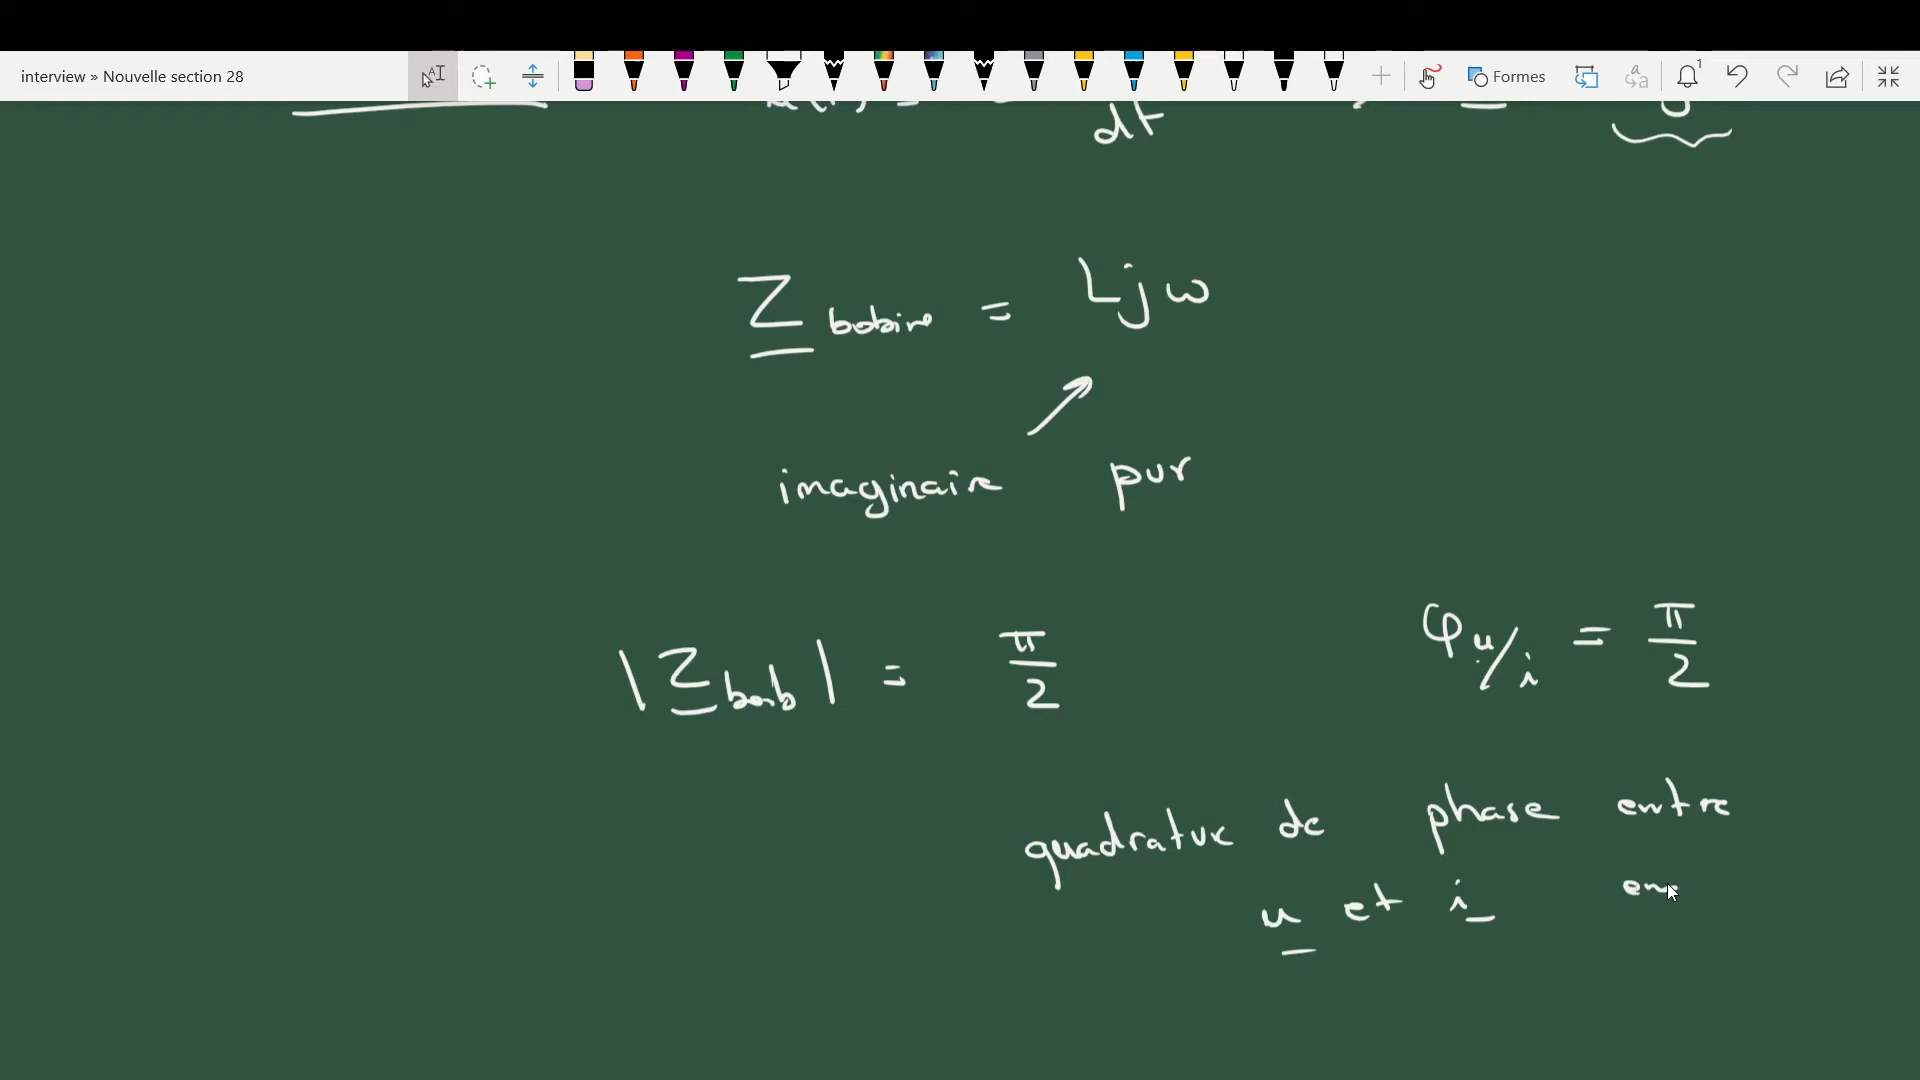 interview » Nouvelle section 28
Formes
1
dt
Z bobine = Ljω
imaginaire pur
|Z bob| = π/2
φ u/i = π/2
quadrature de phase entre
u et i en